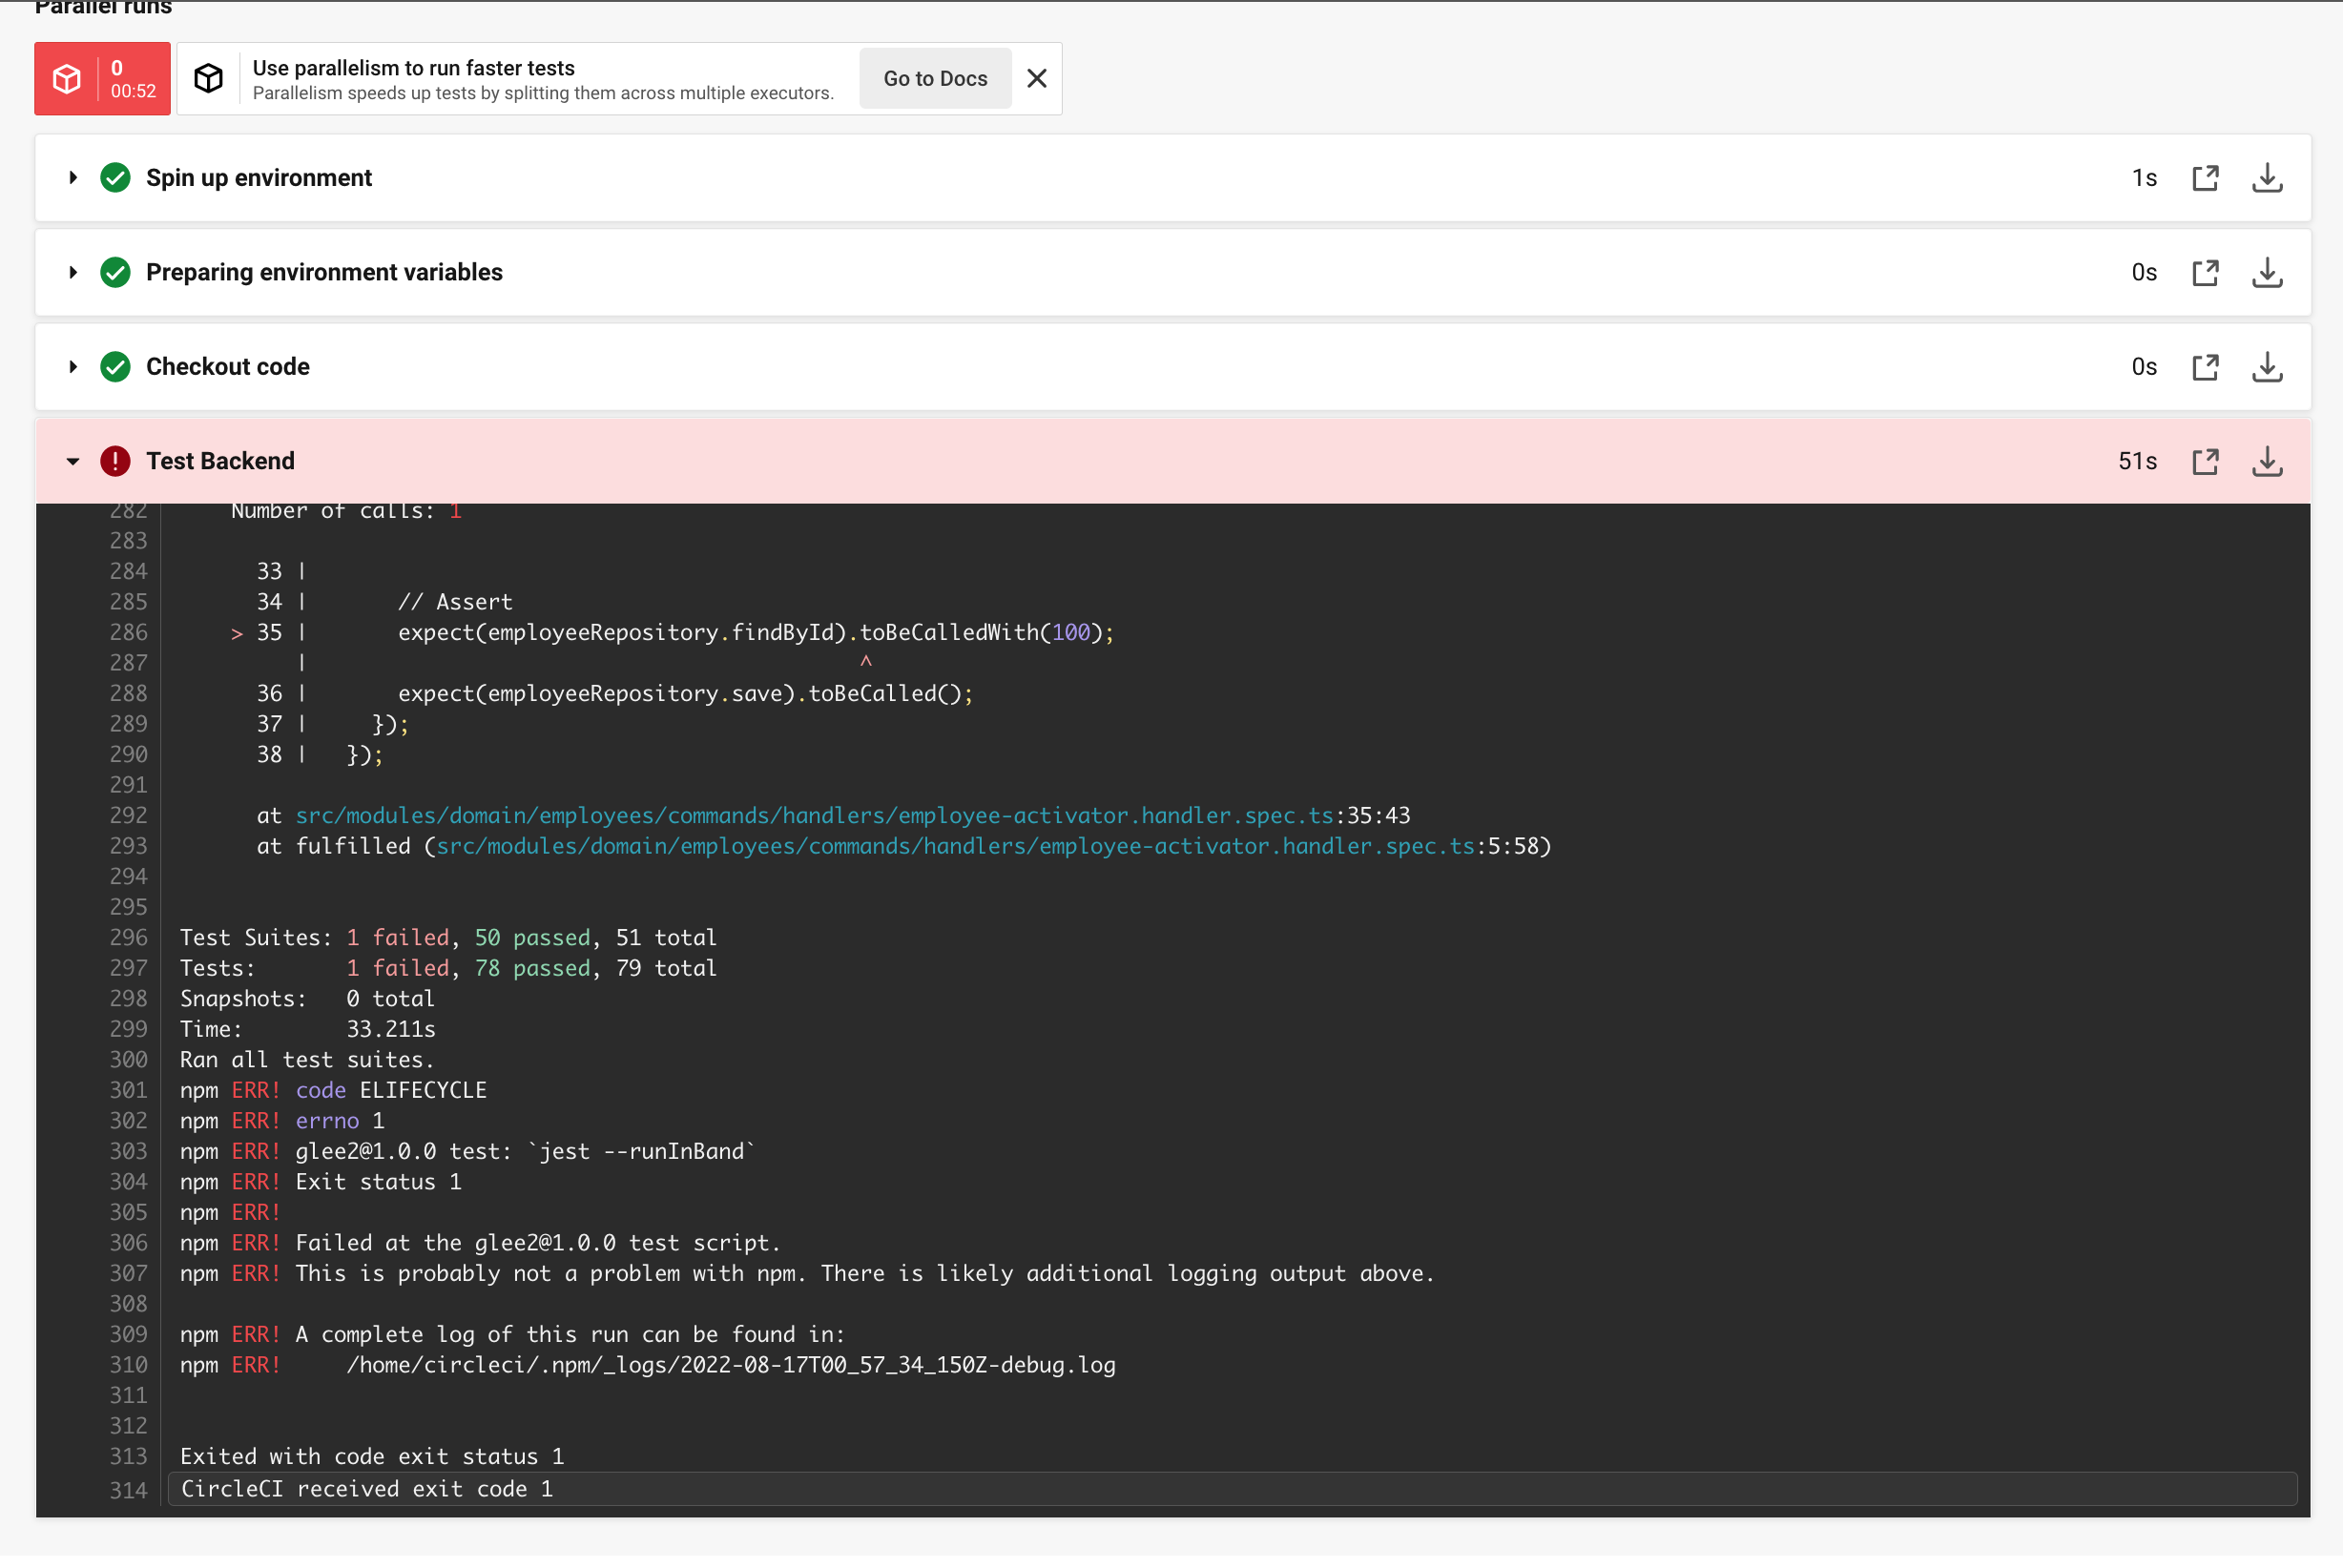 Parallel runs
0
00:52
Use parallelism to run faster tests
Parallelism speeds up tests by splitting them across multiple executors.
Go to Docs
Spin up environment 1s
Preparing environment variables 0s
Checkout code 0s
Test Backend 51s
282     Number of calls: 1
283
284       33 |
285       34 |       // Assert
286     > 35 |       expect(employeeRepository.findById).toBeCalledWith(100);
287          |                                           ^
288       36 |       expect(employeeRepository.save).toBeCalled();
289       37 |     });
290       38 |   });
291
292       at src/modules/domain/employees/commands/handlers/employee-activator.handler.spec.ts:35:43
293       at fulfilled (src/modules/domain/employees/commands/handlers/employee-activator.handler.spec.ts:5:58)
294
295
296 Test Suites: 1 failed, 50 passed, 51 total
297 Tests:       1 failed, 78 passed, 79 total
298 Snapshots:   0 total
299 Time:        33.211s
300 Ran all test suites.
301 npm ERR! code ELIFECYCLE
302 npm ERR! errno 1
303 npm ERR! glee2@1.0.0 test: `jest --runInBand`
304 npm ERR! Exit status 1
305 npm ERR!
306 npm ERR! Failed at the glee2@1.0.0 test script.
307 npm ERR! This is probably not a problem with npm. There is likely additional logging output above.
308
309 npm ERR! A complete log of this run can be found in:
310 npm ERR!     /home/circleci/.npm/_logs/2022-08-17T00_57_34_150Z-debug.log
311
312
313 Exited with code exit status 1
314 CircleCI received exit code 1